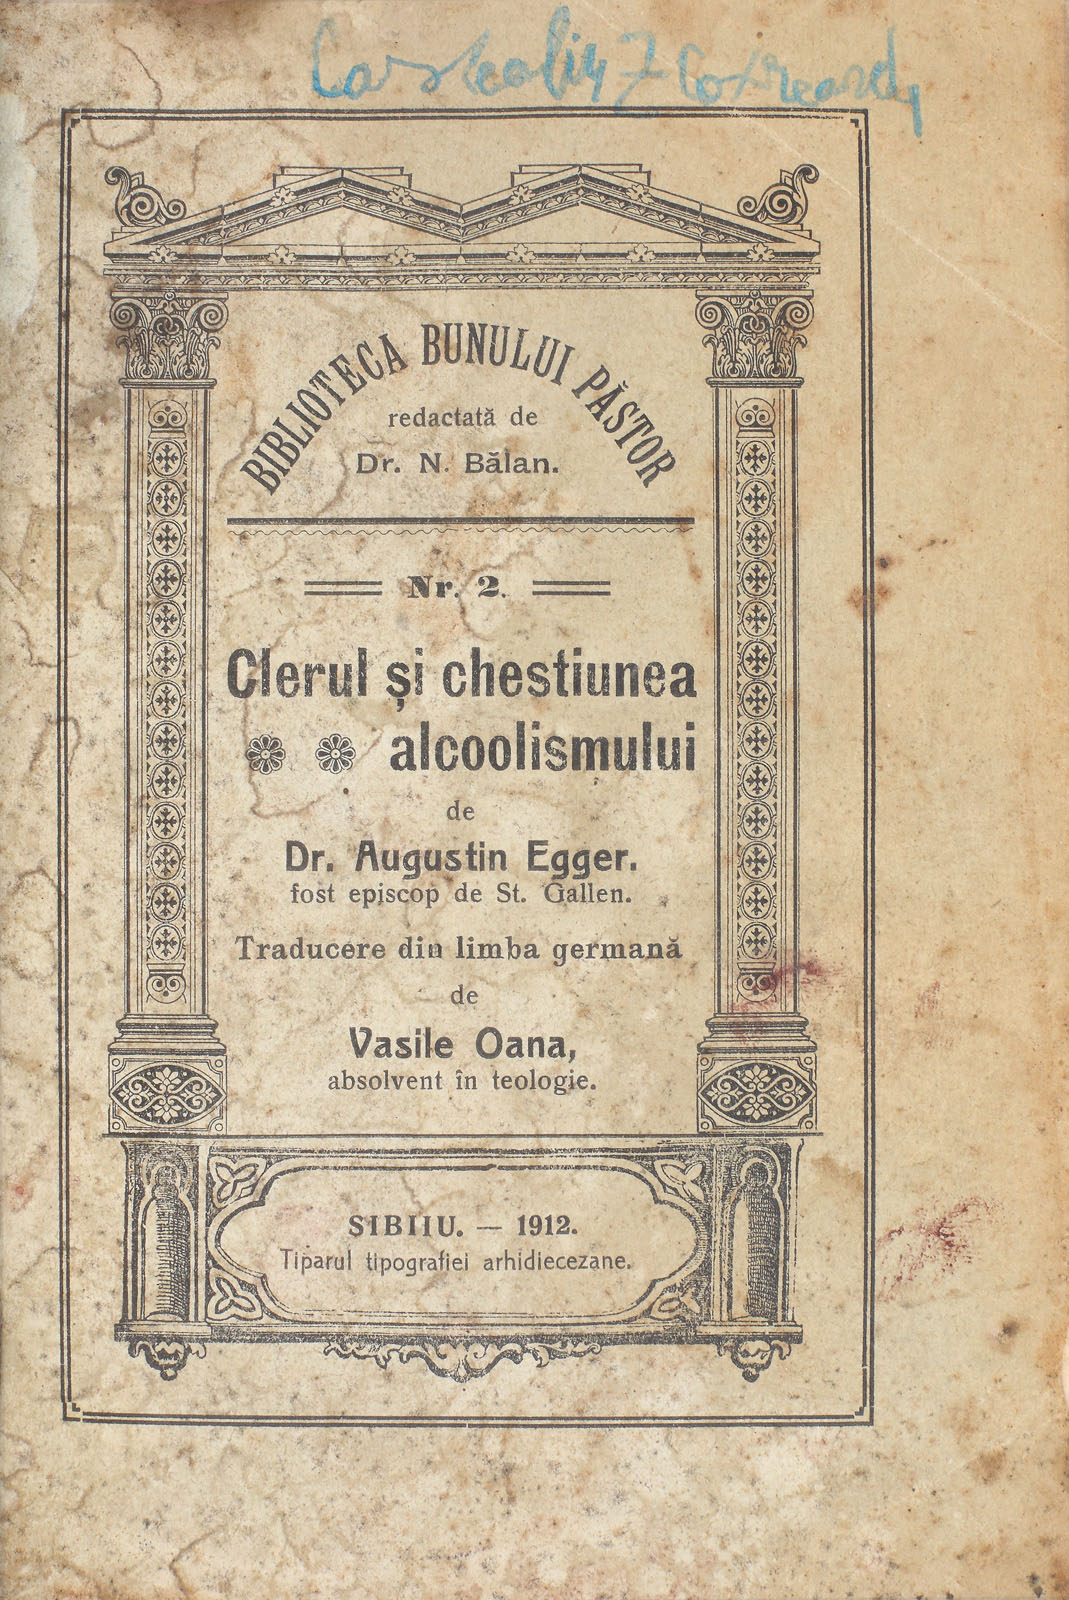 BIBLIOTECA BUNULUI PĂSTOR
redactată de
Dr. N. Bălan.
Nr. 2.
Clerul și chestiunea
alcoolismului
de
Dr. Augustin Egger.
fost episcop de St. Gallen.
Traducere din limba germană
de
Vasile Oana,
absolvent în teologie.
SIBIIU. — 1912.
Tiparul tipografiei arhidiecezane.